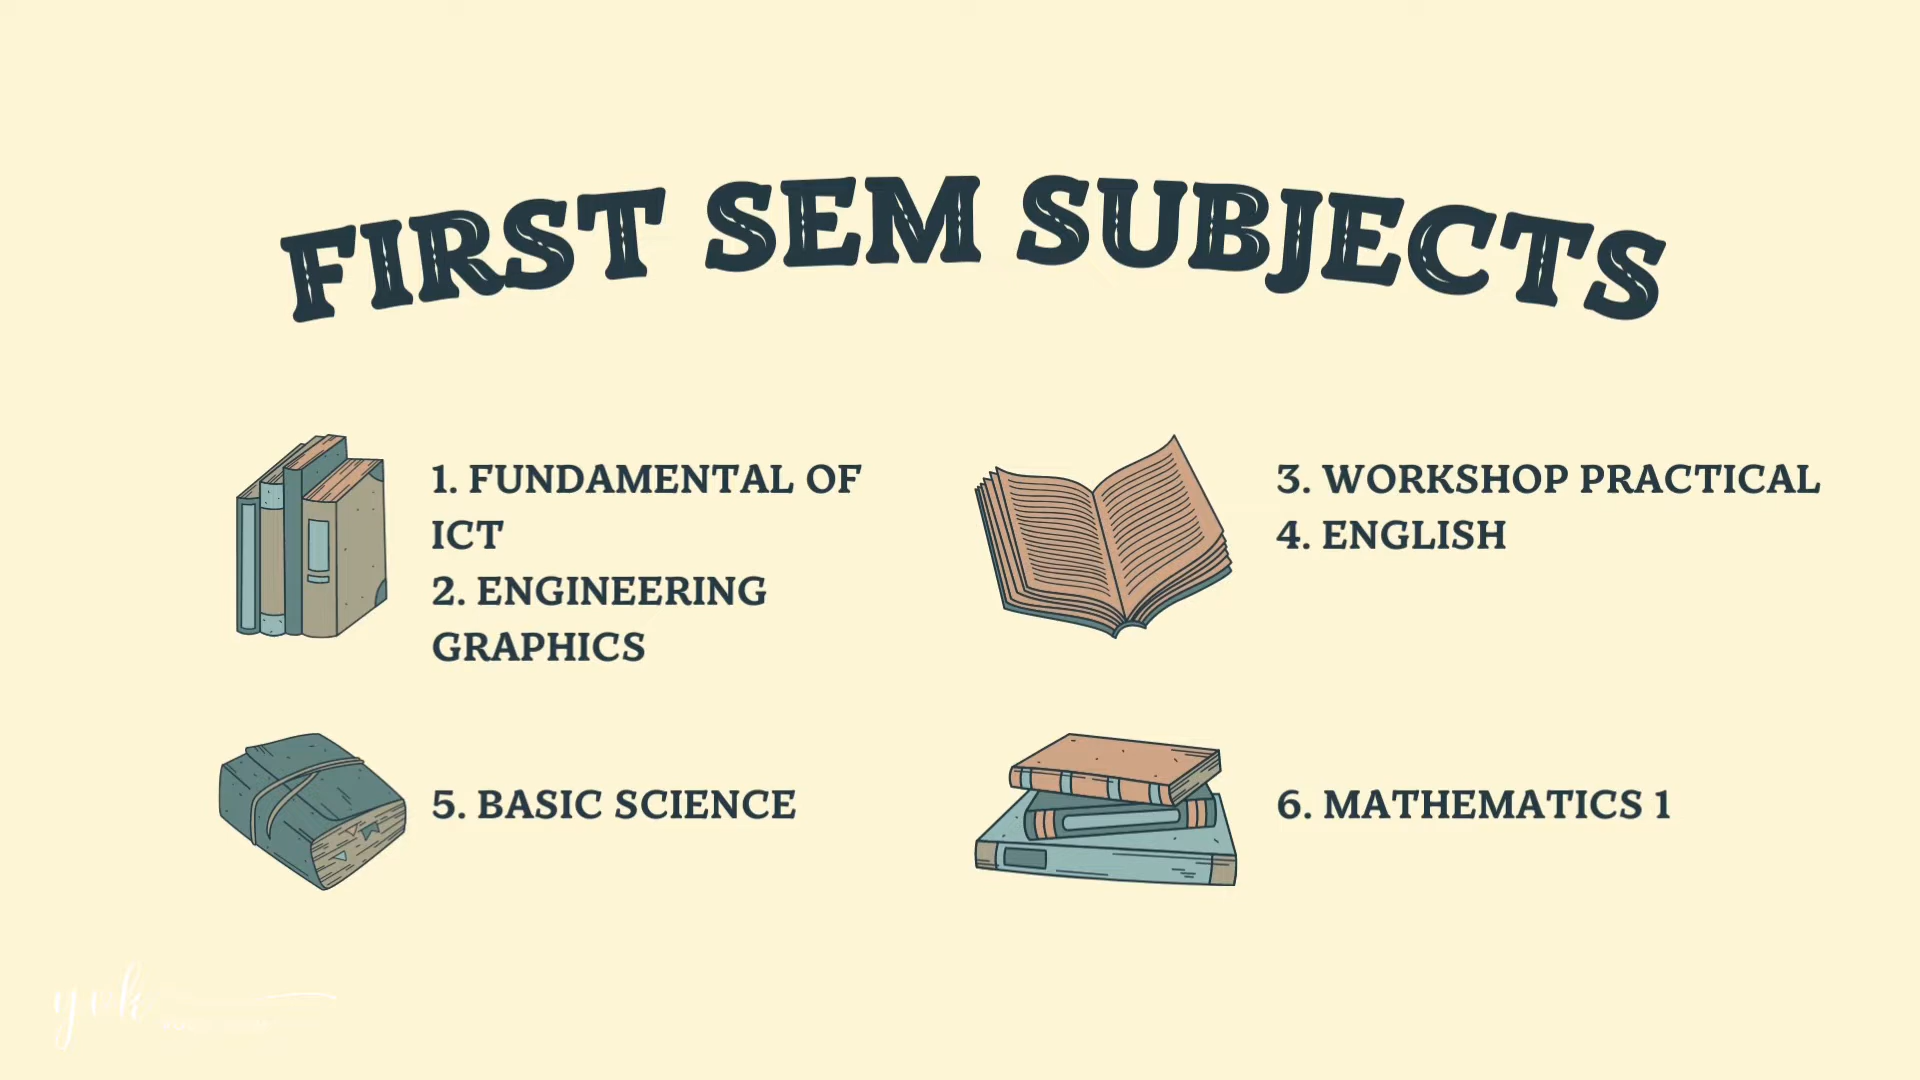 FIRST SEM SUBJECTS
1. FUNDAMENTAL OF
ICT
2. ENGINEERING
GRAPHICS
3. WORKSHOP PRACTICAL
4. ENGLISH
5. BASIC SCIENCE
6. MATHEMATICS 1